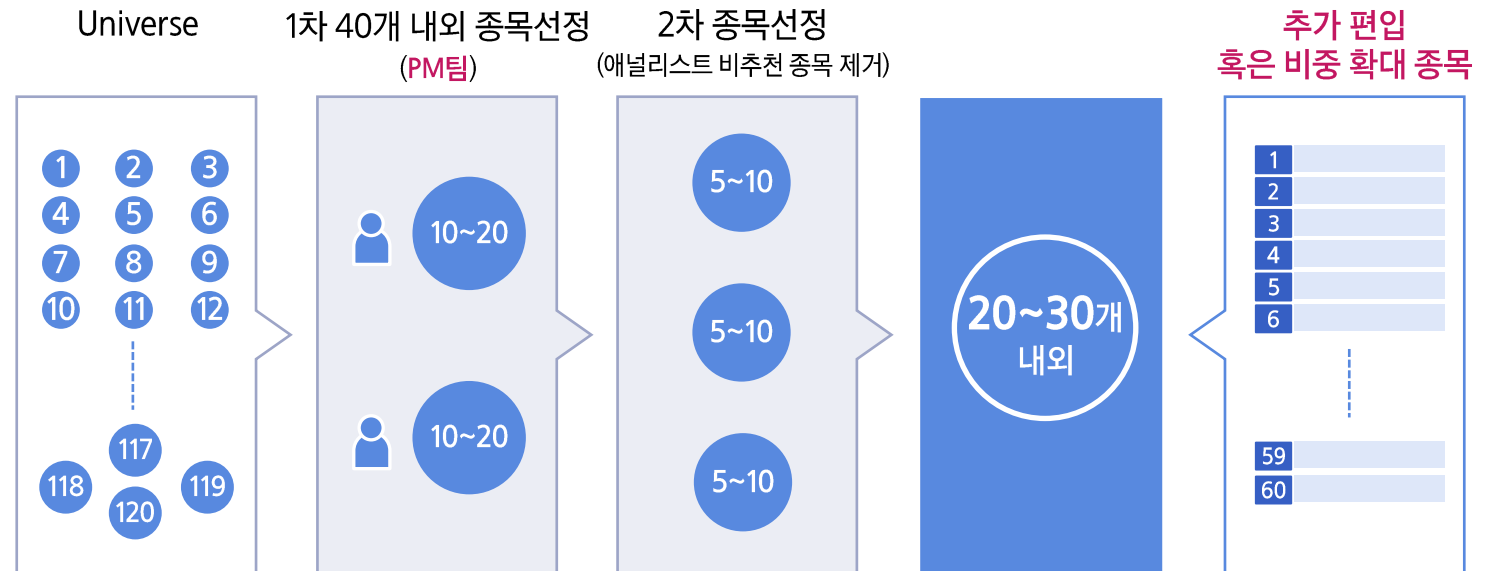 Universe
1 2 3
4 5 6
7 8 9
10 11 12
117
118 119
120
1차 40개 내외 종목선정
(PM팀)
10~20
10~20
2차 종목선정
(애널리스트 비추천 종목 제거)
5~10
5~10
5~10
20~30개
내외
추가 편입
혹은 비중 확대 종목
1
2
3
4
5
6
59
60